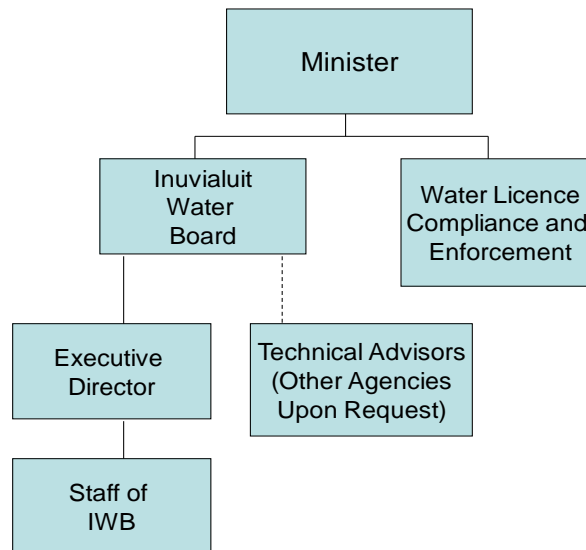 Minister
Inuvialuit
Water
Board
Water Licence
Compliance and
Enforcement
Executive
Director
Technical Advisors
(Other Agencies
Upon Request)
Staff of
IWB